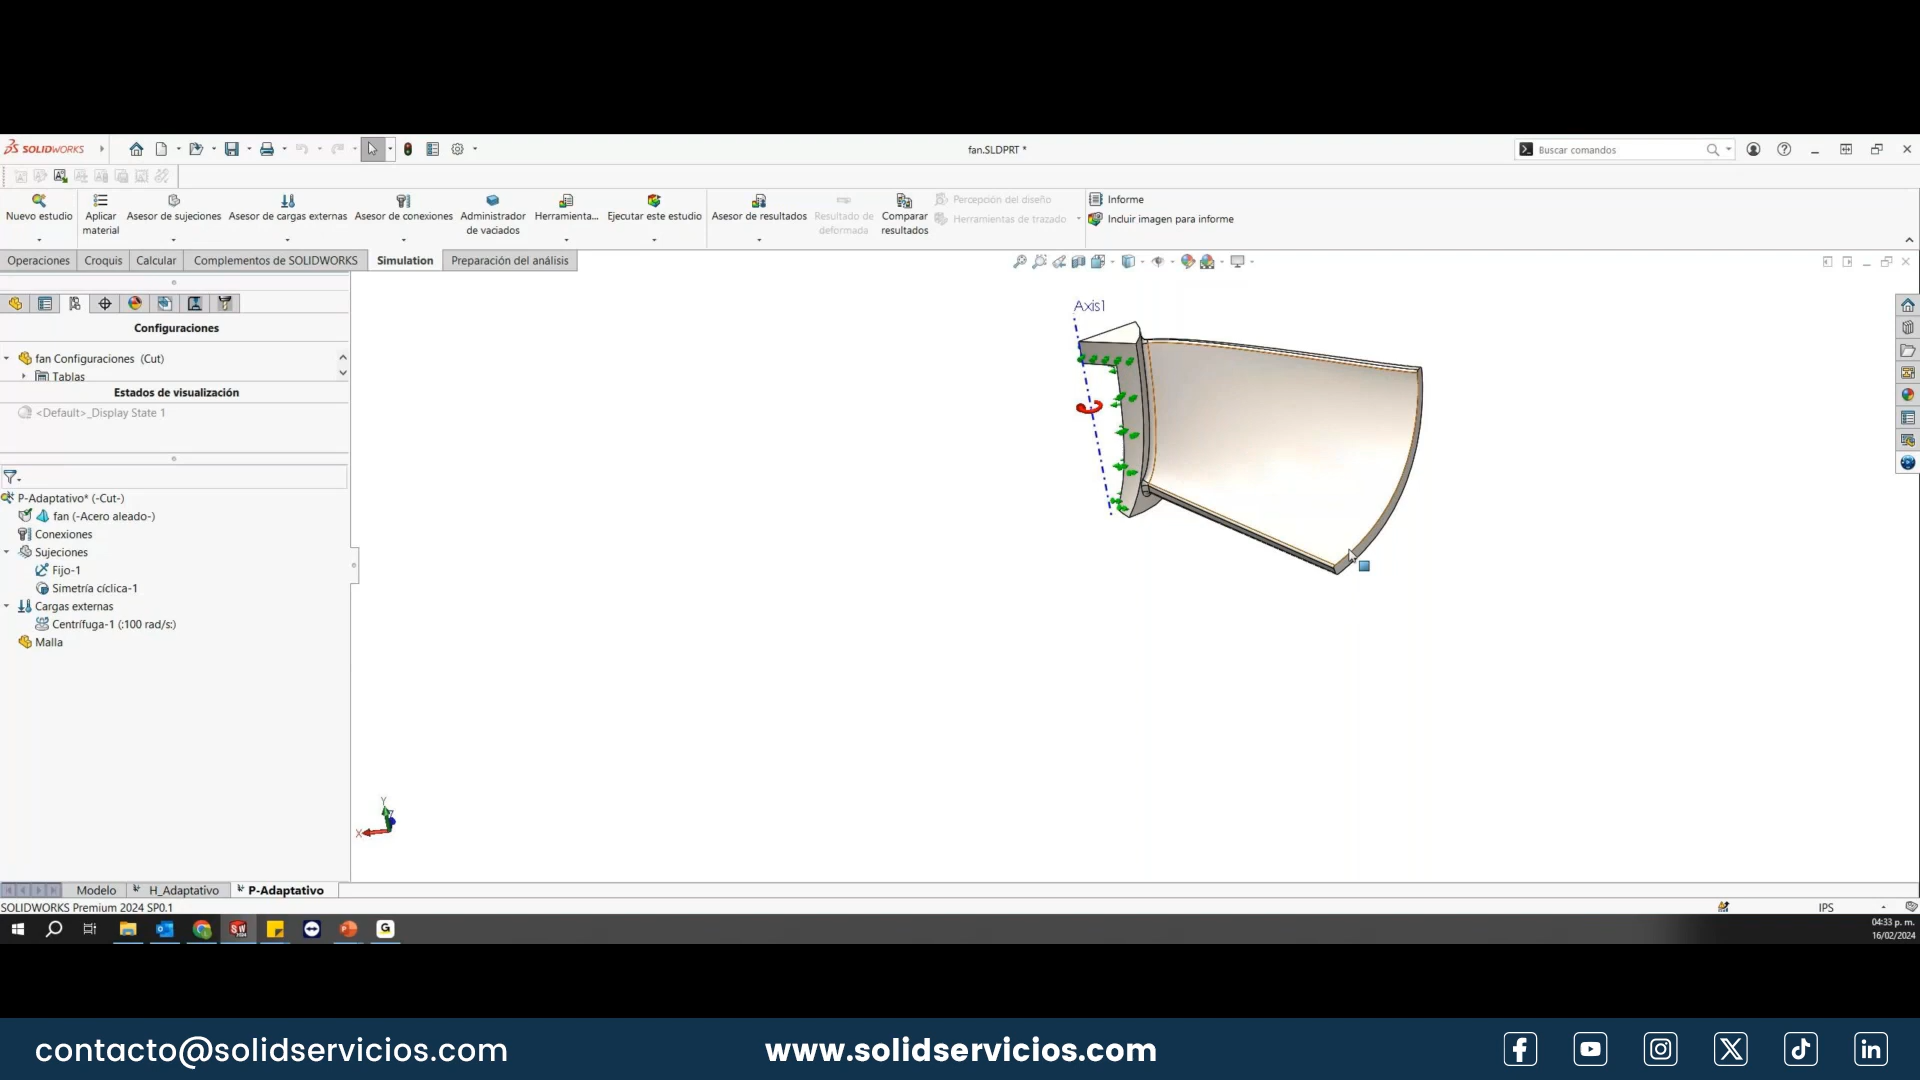 SOLIDWORKS
fan.SLDPRT *
Buscar comandos
Nuevo estudio
Aplicar material
Asesor de sujeciones
Asesor de cargas externas
Asesor de conexiones
Administrador de vaciados
Herramienta...
Ejecutar este estudio
Asesor de resultados
Resultado de deformada
Comparar resultados
Percepción del diseño
Herramientas de trazado
Informe
Incluir imagen para informe
Operaciones
Croquis
Calcular
Complementos de SOLIDWORKS
Simulation
Preparación del análisis
Configuraciones
fan Configuraciones (Cut)
Tablas
Estados de visualización
<Default>_Display State 1
P-Adaptativo* (-Cut-)
fan (-Acero aleado-)
Conexiones
Sujeciones
Fijo-1
Simetría cíclica-1
Cargas externas
Centrífuga-1 (:100 rad/s:)
Malla
Axis1
Y
Z
X
Modelo
H_Adaptativo
P-Adaptativo
SOLIDWORKS Premium 2024 SP0.1
IPS
04:33 p. m.
16/02/2024
contacto@solidservicios.com
www.solidservicios.com